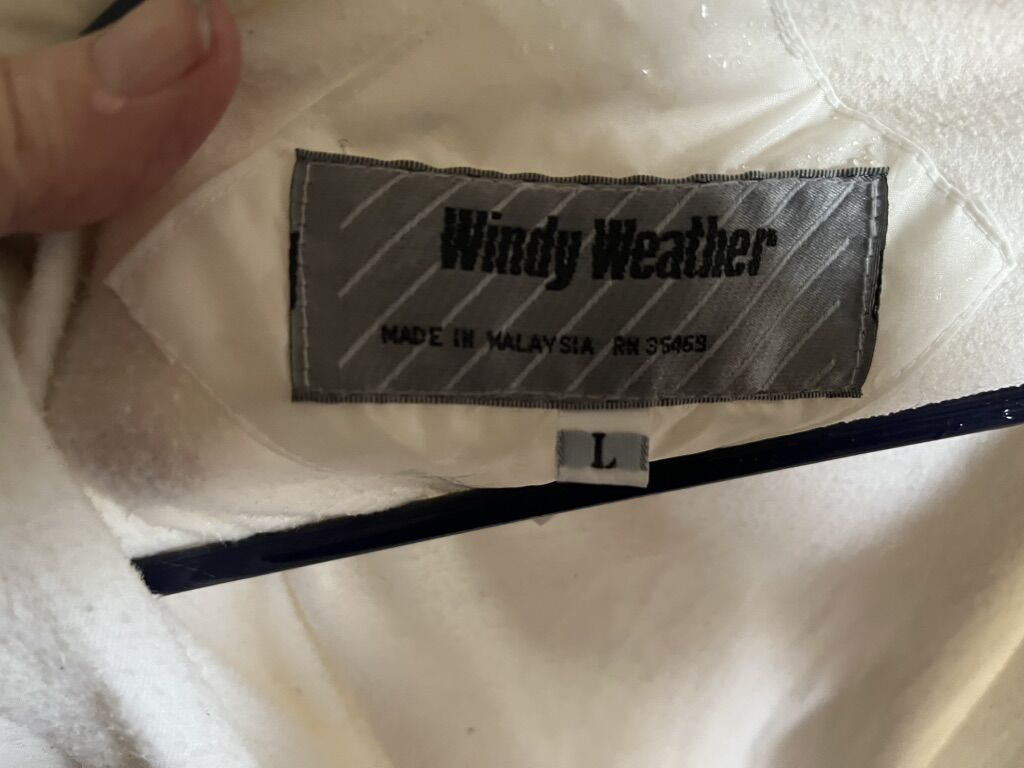 Windy Weather
MADE IN MALAYSIA RN 35469
L